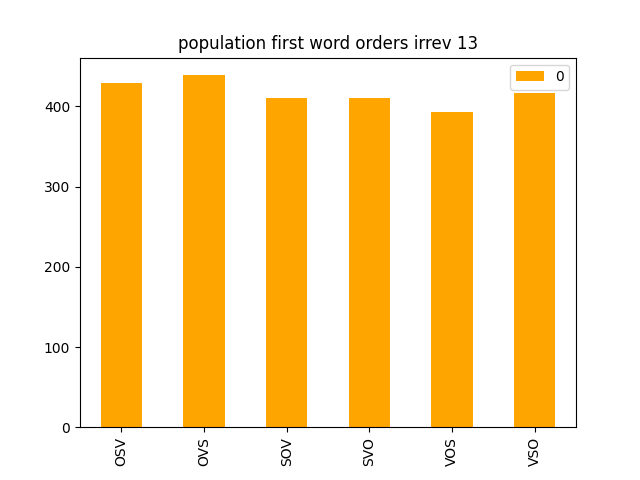 population first word orders irrev 13
0
400
300
200
100
0
OSV
OVS
SOV
SVO
VOS
VSO